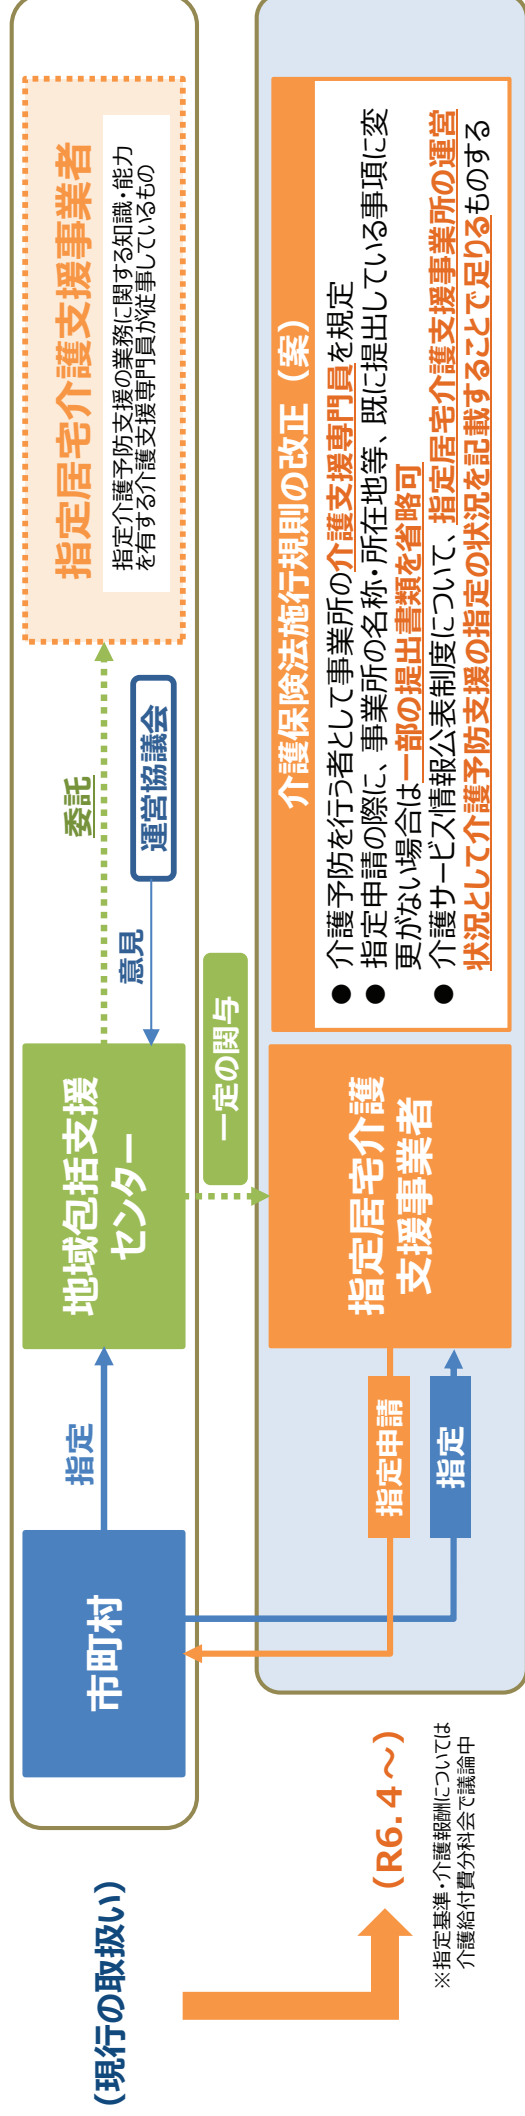 (現行の取扱い)
市町村
指定
地域包括支援
センター
委託
意見
運営協議会
指定居宅介護支援事業者
指定介護予防支援の業務に関する知識・能力
を有する介護支援専門員が従事しているもの
一定の関与
(R6.4~)
※指定基準・介護報酬については
介護給付費分科会で議論中
指定申請
指定
指定居宅介護
支援事業者
介護保険法施行規則の改正(案)
● 介護予防を行う者として事業所の介護支援専門員を規定
● 指定申請の際に、事業所の名称・所在地等、既に提出している事項に変
更がない場合は一部の提出書類を省略可
● 介護サービス情報公表制度について、指定居宅介護支援事業所の運営
状況として介護予防支援の指定の状況を記載することで足りるものする